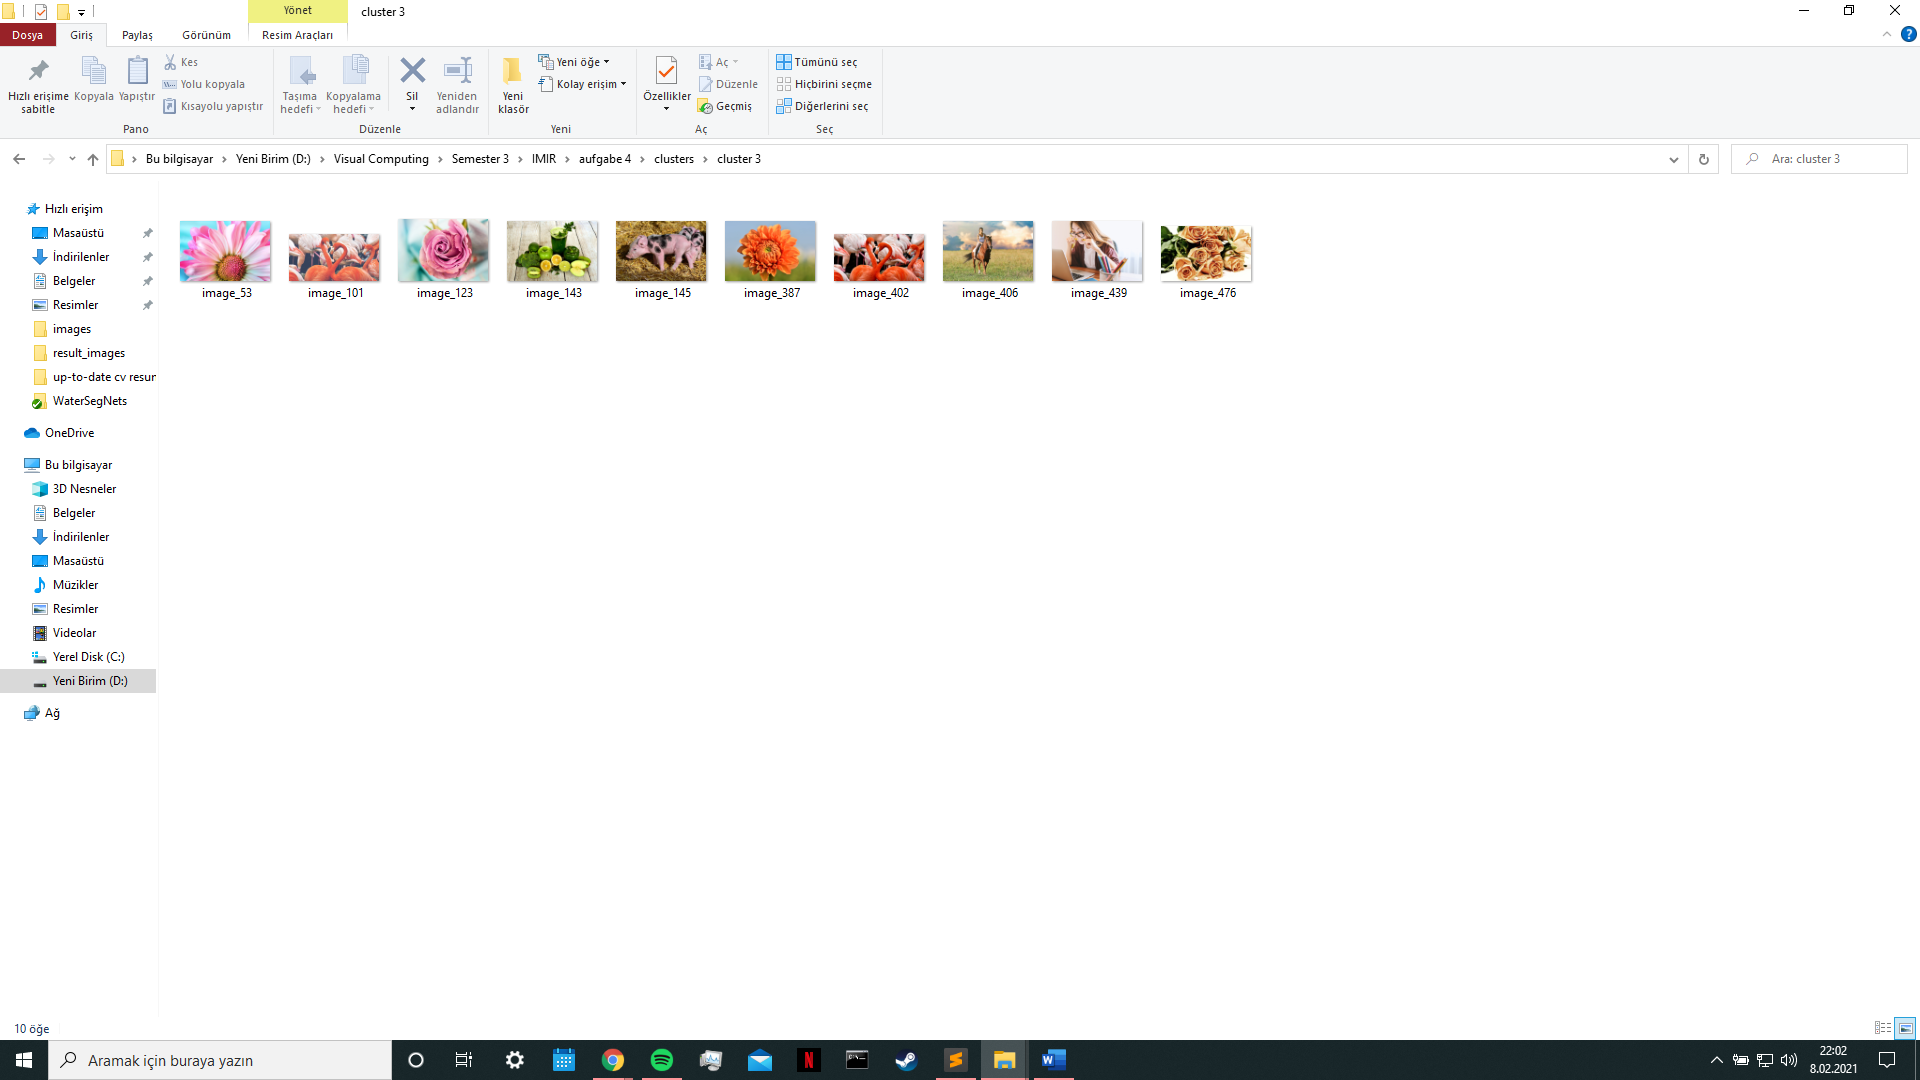 Yönet
cluster 3
Dosya
Giriş
Paylaş
Görünüm
Resim Araçları
Hızlı erişime sabitle
Kopyala
Yapıştır
Kes
Yolu kopyala
Kısayolu yapıştır
Pano
Taşıma hedefi
Kopyalama hedefi
Sil
Yeniden adlandır
Düzenle
Yeni klasör
Yeni öğe
Kolay erişim
Yeni
Özellikler
Aç
Düzenle
Geçmiş
Aç
Tümünü seç
Hiçbirini seçme
Diğerlerini seç
Seç
Bu bilgisayar
Yeni Birim (D:)
Visual Computing
Semester 3
IMIR
aufgabe 4
clusters
cluster 3
Ara: cluster 3
Hızlı erişim
Masaüstü
İndirilenler
Belgeler
Resimler
images
result_images
up-to-date cv resur
WaterSegNets
OneDrive
Bu bilgisayar
3D Nesneler
Belgeler
İndirilenler
Masaüstü
Müzikler
Resimler
Videolar
Yerel Disk (C:)
Yeni Birim (D:)
Ağ
image_53
image_101
image_123
image_143
image_145
image_387
image_402
image_406
image_439
image_476
10 öğe
Aramak için buraya yazın
22:02
8.02.2021